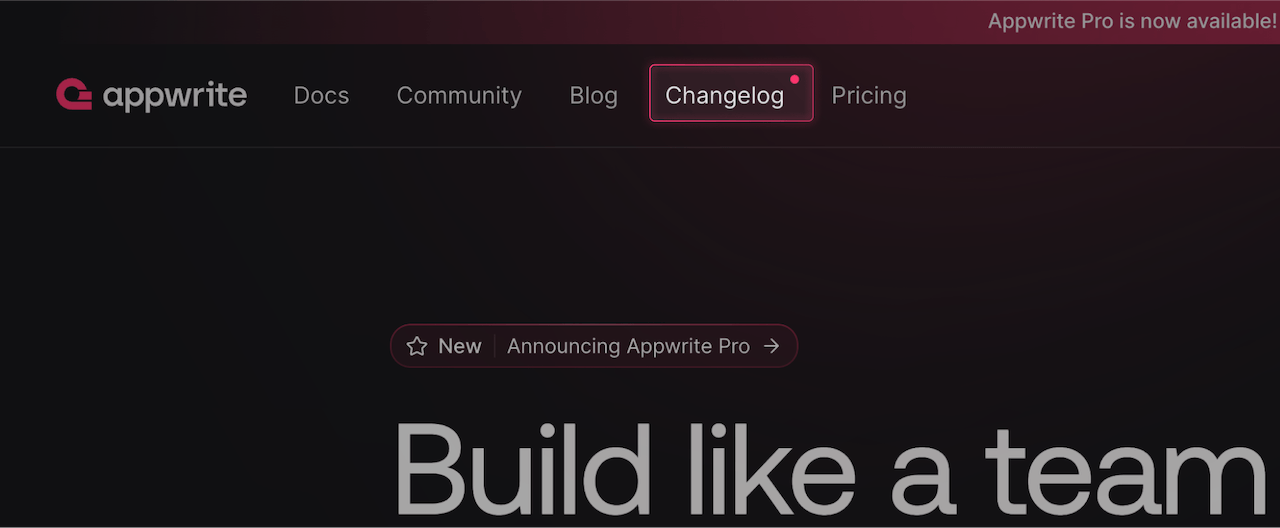 Appwrite Pro is now available!
appwrite Docs Community Blog Changelog Pricing
New Announcing Appwrite Pro →
Build like a team